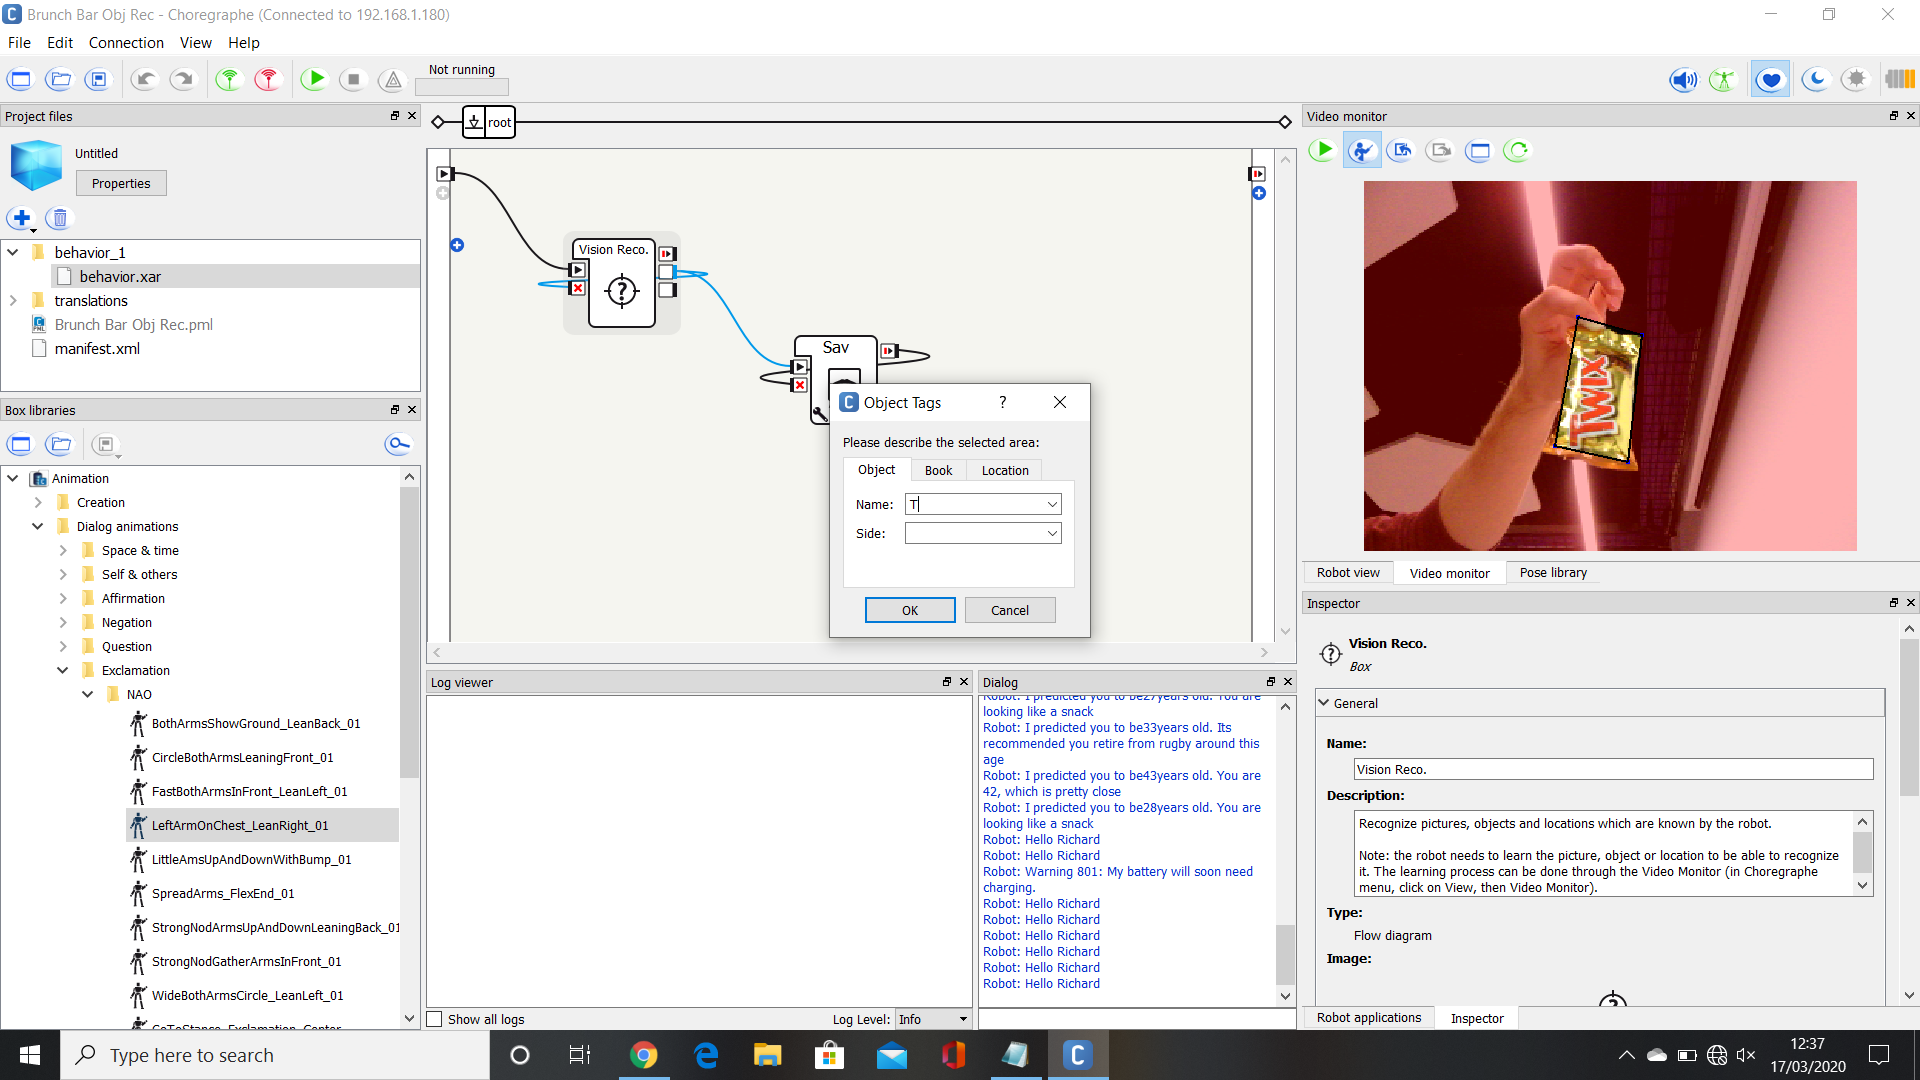 Brunch Bar Obj Rec - Choregraphe (Connected to 192.168.1.180)
File Edit Connection View Help
Not running
Project files
Untitled
Properties
behavior_1
behavior.xar
translations
Brunch Bar Obj Rec.pml
manifest.xml
Box libraries
Animation
Creation
Dialog animations
Space & time
Self & others
Affirmation
Negation
Question
Exclamation
NAO
BothArmsShowGround_LeanBack_01
CircleBothArmsLeaningFront_01
FastBothArmsInFront_LeanLeft_01
LeftArmOnChest_LeanRight_01
LittleAmsUpAndDownWithBump_01
SpreadArms_FlexEnd_01
StrongNodArmsUpAndDownLeaningBack_01
StrongNodGatherArmsInFront_01
WideBothArmsCircle_LeanLeft_01
GoToStance_Exclamation_Center
root
Vision Reco.
?
Sav
Object Tags
?
Please describe the selected area:
Object Book Location
Name: T
Side:
OK Cancel
Log viewer
Show all logs
Log Level: Info
Dialog
Robot: I predicted you to be27years old. You are
looking like a snack
Robot: I predicted you to be33years old. Its
recommended you retire from rugby around this
age
Robot: I predicted you to be43years old. You are
42, which is pretty close
Robot: I predicted you to be28years old. You are
looking like a snack
Robot: Hello Richard
Robot: Hello Richard
Robot: Warning 801: My battery will soon need
charging.
Robot: Hello Richard
Robot: Hello Richard
Robot: Hello Richard
Robot: Hello Richard
Robot: Hello Richard
Robot: Hello Richard
Video monitor
TWIX
Robot view Video monitor Pose library
Inspector
Vision Reco.
Box
General
Name:
Vision Reco.
Description:
Recognize pictures, objects and locations which are known by the robot.
Note: the robot needs to learn the picture, object or location to be able to recognize
it. The learning process can be done through the Video Monitor (in Choregraphe
menu, click on View, then Video Monitor).
Type:
Flow diagram
Image:
Robot applications Inspector
Type here to search
12:37
17/03/2020